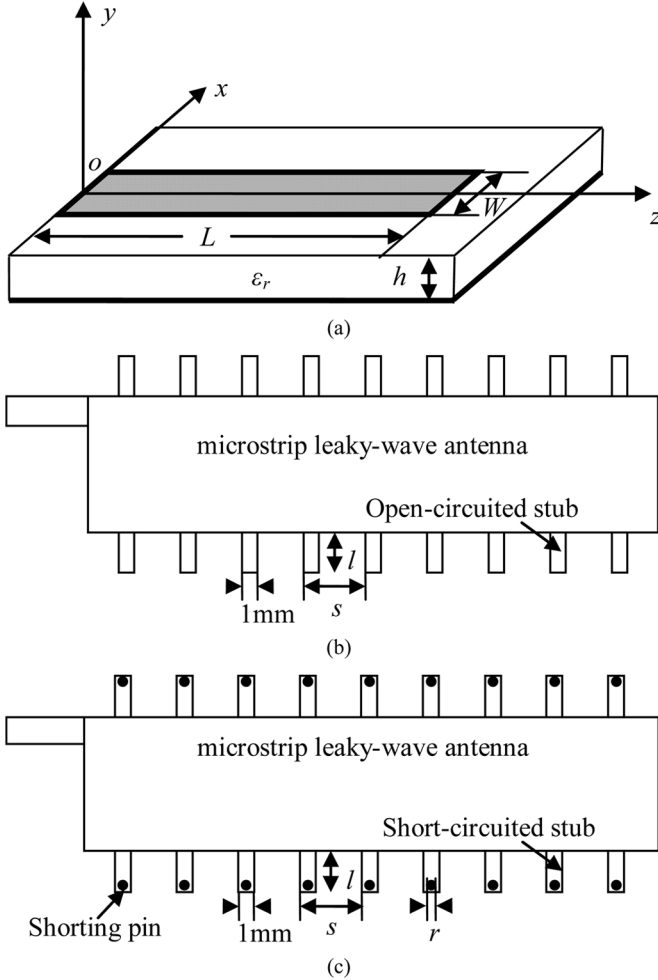 y
x
o
W
z
L
εr
h
(a)
microstrip leaky-wave antenna
Open-circuited stub
l
1mm
s
(b)
microstrip leaky-wave antenna
Short-circuited stub
l
Shorting pin
1mm
s
r
(c)